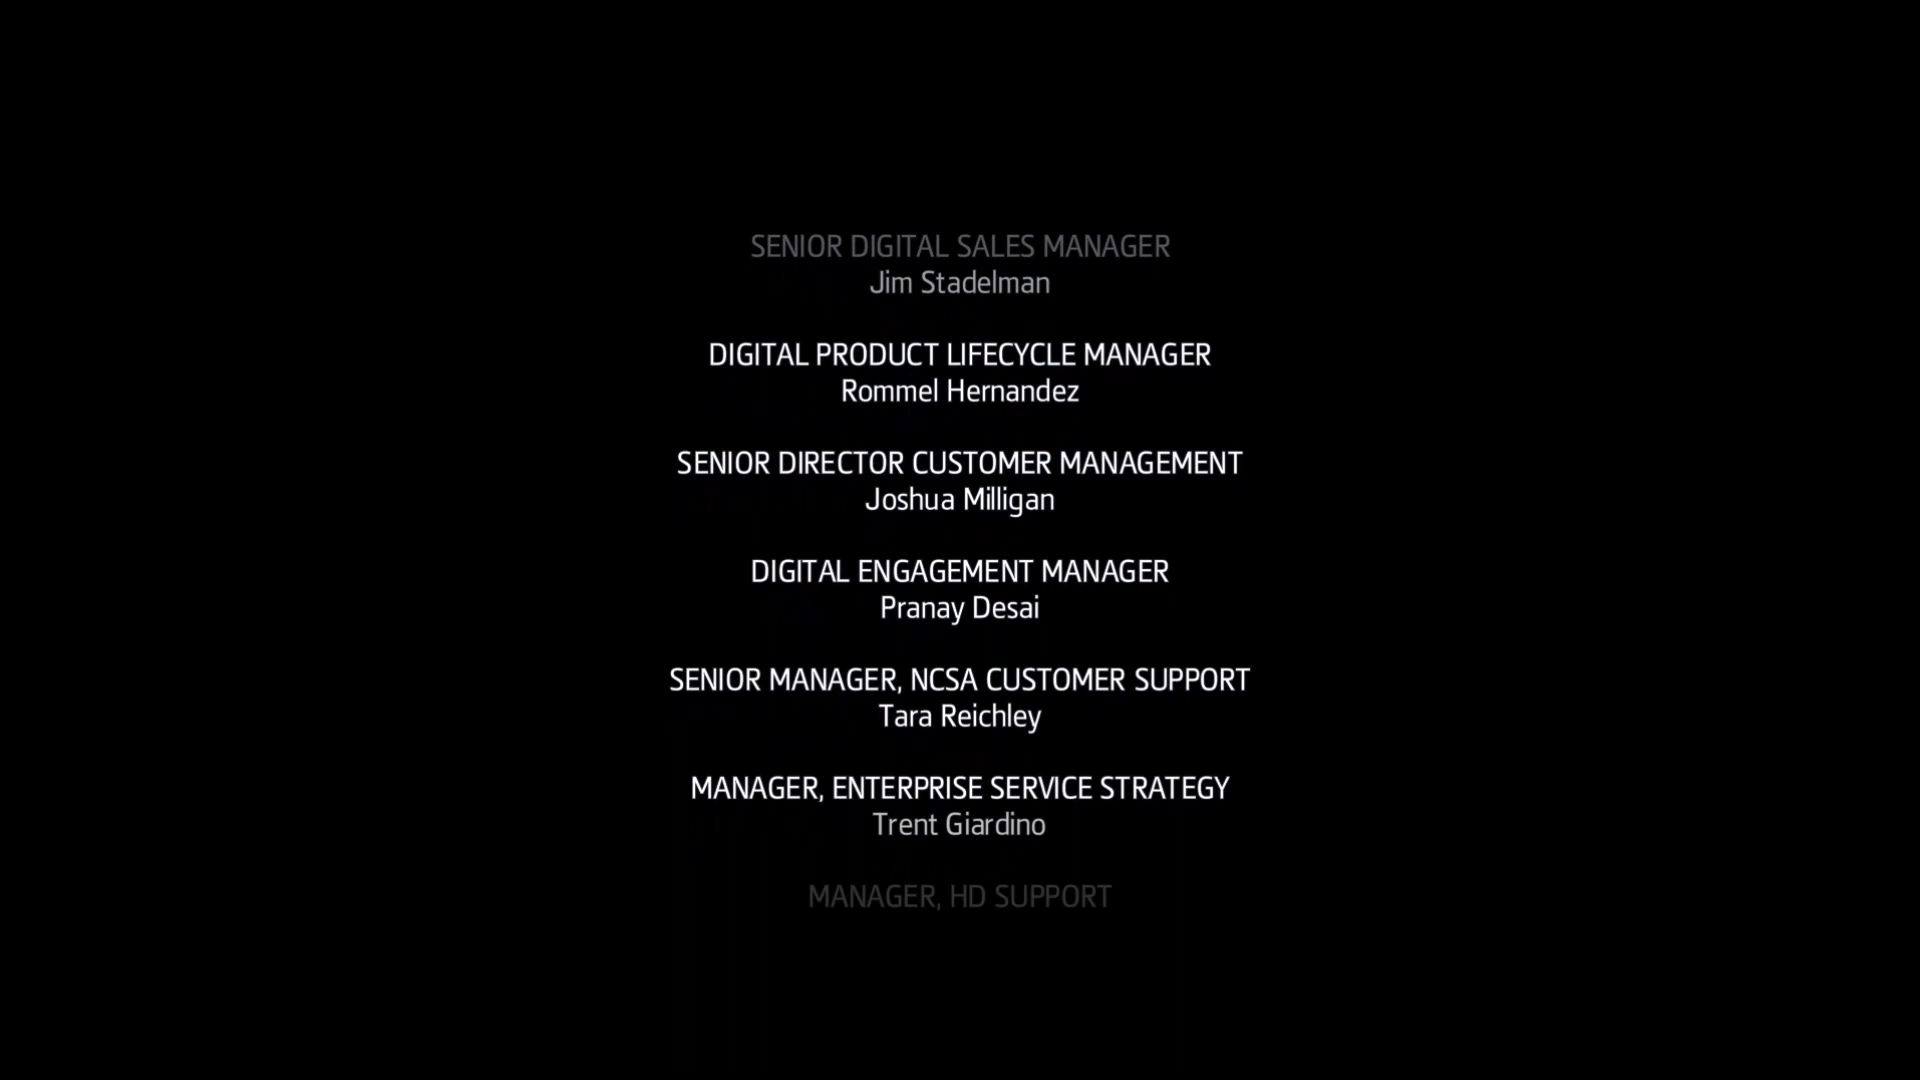 SENIOR DIGITAL SALES MANAGER
Jim Stadelman
DIGITAL PRODUCT LIFECYCLE MANAGER
Rommel Hernandez
SENIOR DIRECTOR CUSTOMER MANAGEMENT
Joshua Milligan
DIGITAL ENGAGEMENT MANAGER
Pranay Desai
SENIOR MANAGER, NCSA CUSTOMER SUPPORT
Tara Reichley
MANAGER, ENTERPRISE SERVICE STRATEGY
Trent Giardino
MANAGER, HD SUPPORT